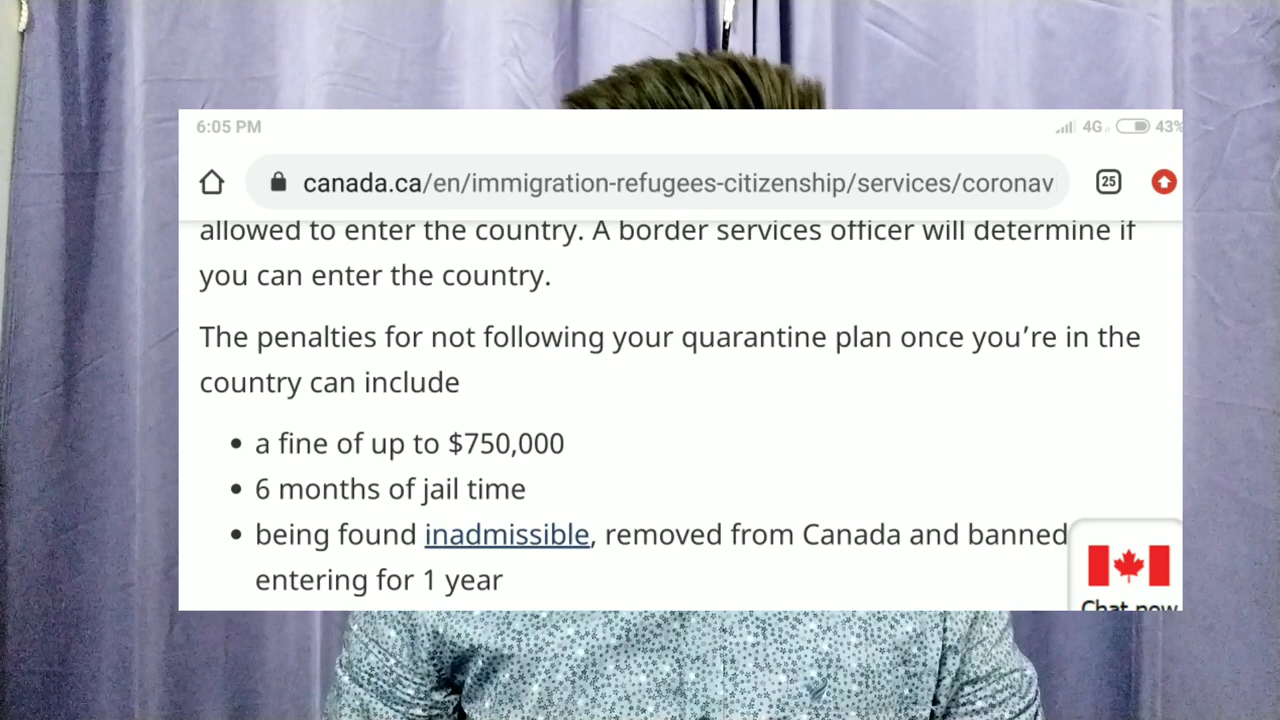 6:05 PM 4G 43%
canada.ca/en/immigration-refugees-citizenship/services/coronav 25
allowed to enter the country. A border services officer will determine if
you can enter the country.
The penalties for not following your quarantine plan once you’re in the
country can include
• a fine of up to $750,000
• 6 months of jail time
• being found inadmissible, removed from Canada and banned
entering for 1 year
Chat now